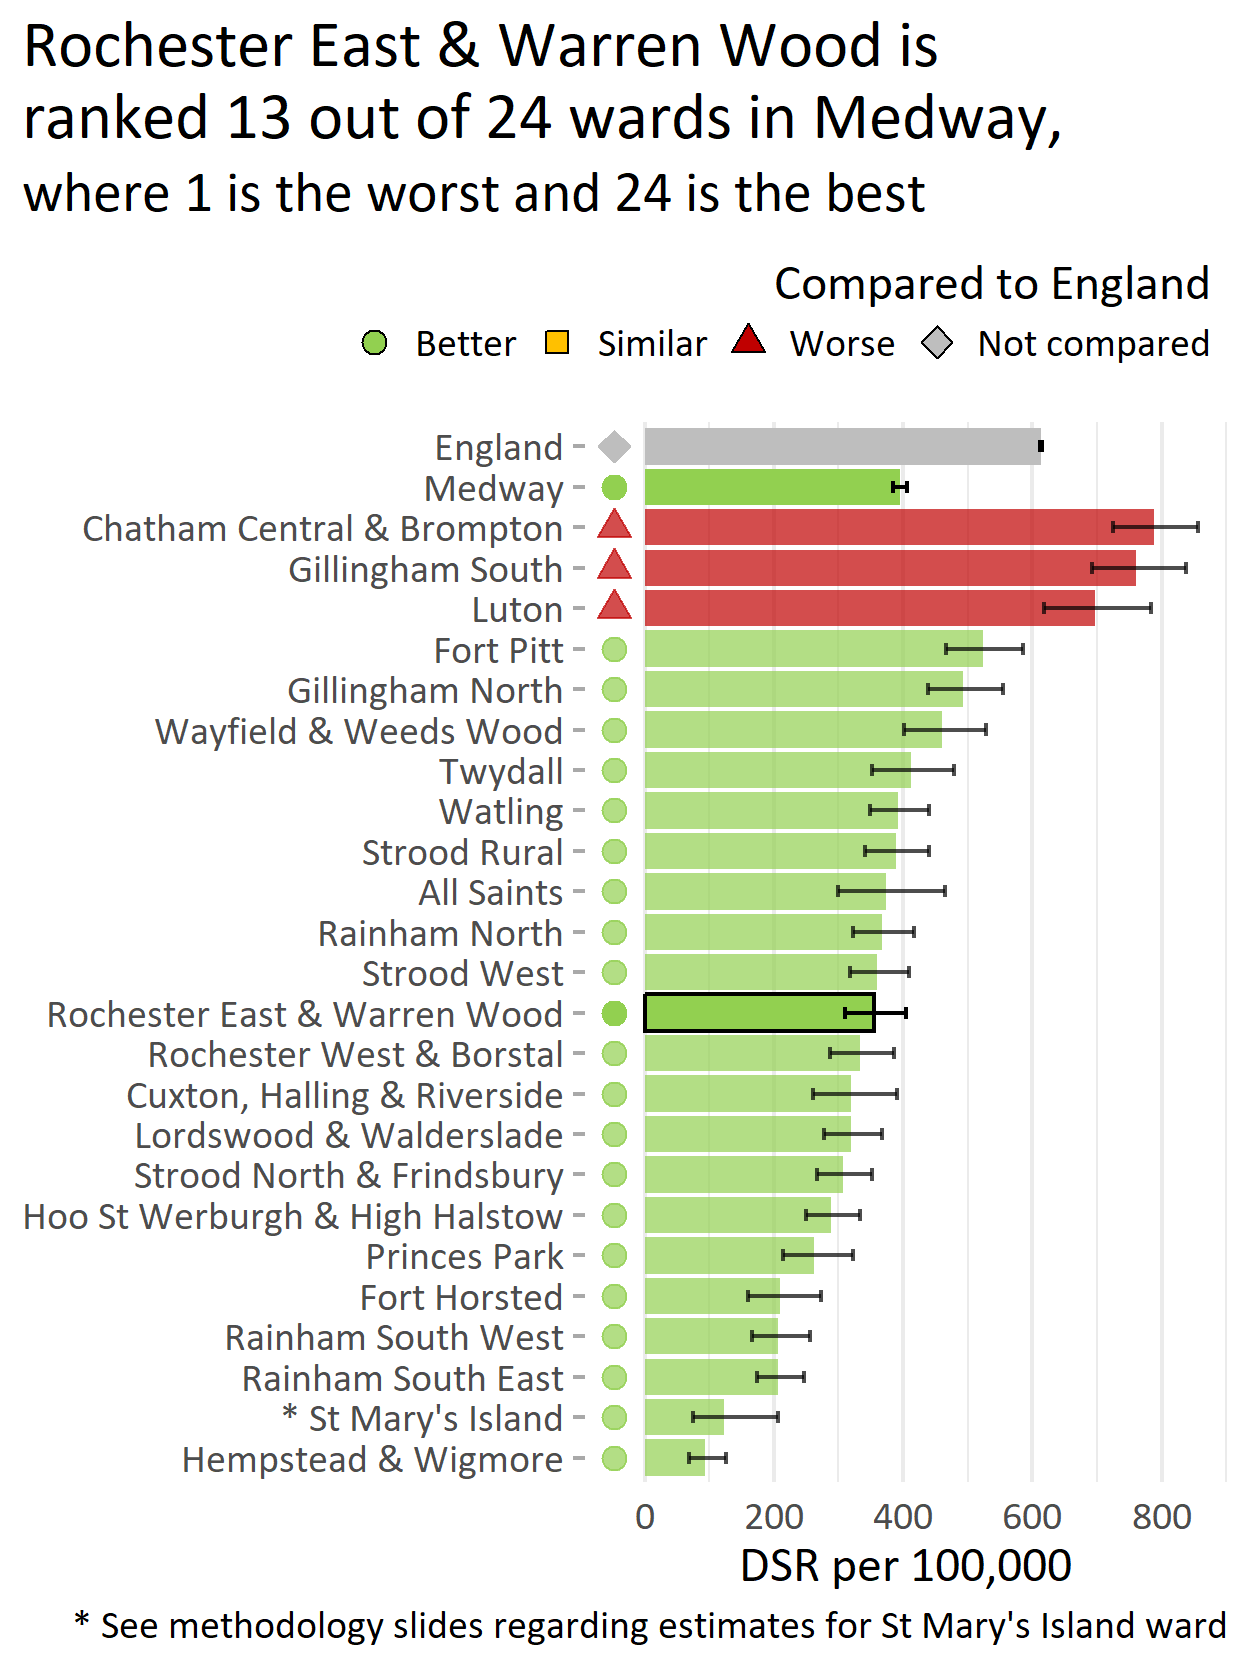 Rochester East & Warren Wood is
ranked 13 out of 24 wards in Medway,
where 1 is the worst and 24 is the best
Compared to England
Better Similar Worse Not compared
England
Medway
Chatham Central & Brompton
Gillingham South
Luton
Fort Pitt
Gillingham North
Wayfield & Weeds Wood
Twydall
Watling
Strood Rural
All Saints
Rainham North
Strood West
Rochester East & Warren Wood
Rochester West & Borstal
Cuxton, Halling & Riverside
Lordswood & Walderslade
Strood North & Frindsbury
Hoo St Werburgh & High Halstow
Princes Park
Fort Horsted
Rainham South West
Rainham South East
* St Mary's Island
Hempstead & Wigmore
0 200 400 600 800
DSR per 100,000
* See methodology slides regarding estimates for St Mary's Island ward